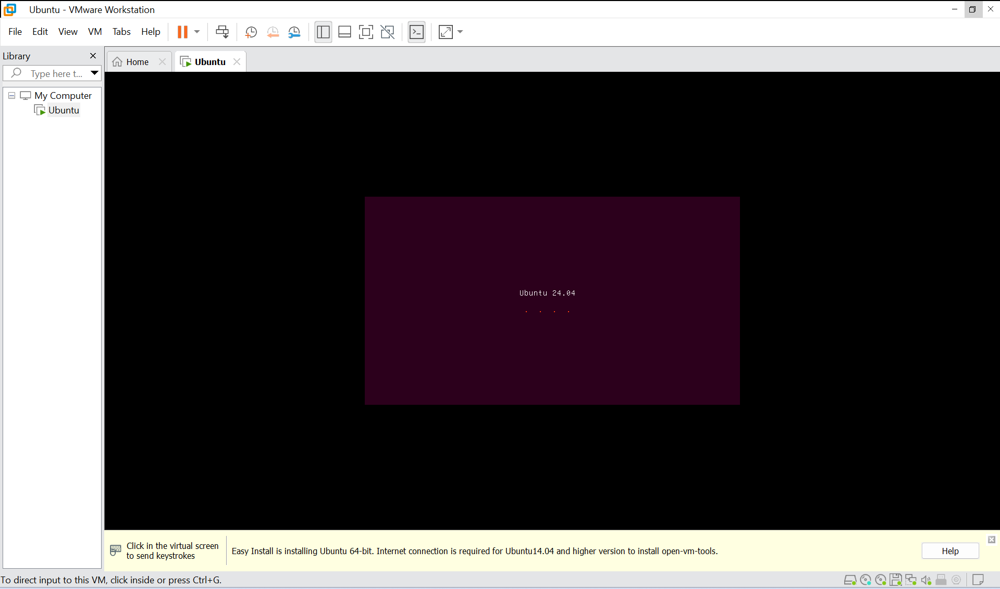 Ubuntu - VMware Workstation
File Edit View VM Tabs Help
Library
Type here t...
My Computer
Ubuntu
Home
Ubuntu
Ubuntu 24.04
Click in the virtual screen
to send keystrokes
Easy Install is installing Ubuntu 64-bit. Internet connection is required for Ubuntu14.04 and higher version to install open-vm-tools.
Help
To direct input to this VM, click inside or press Ctrl+G.